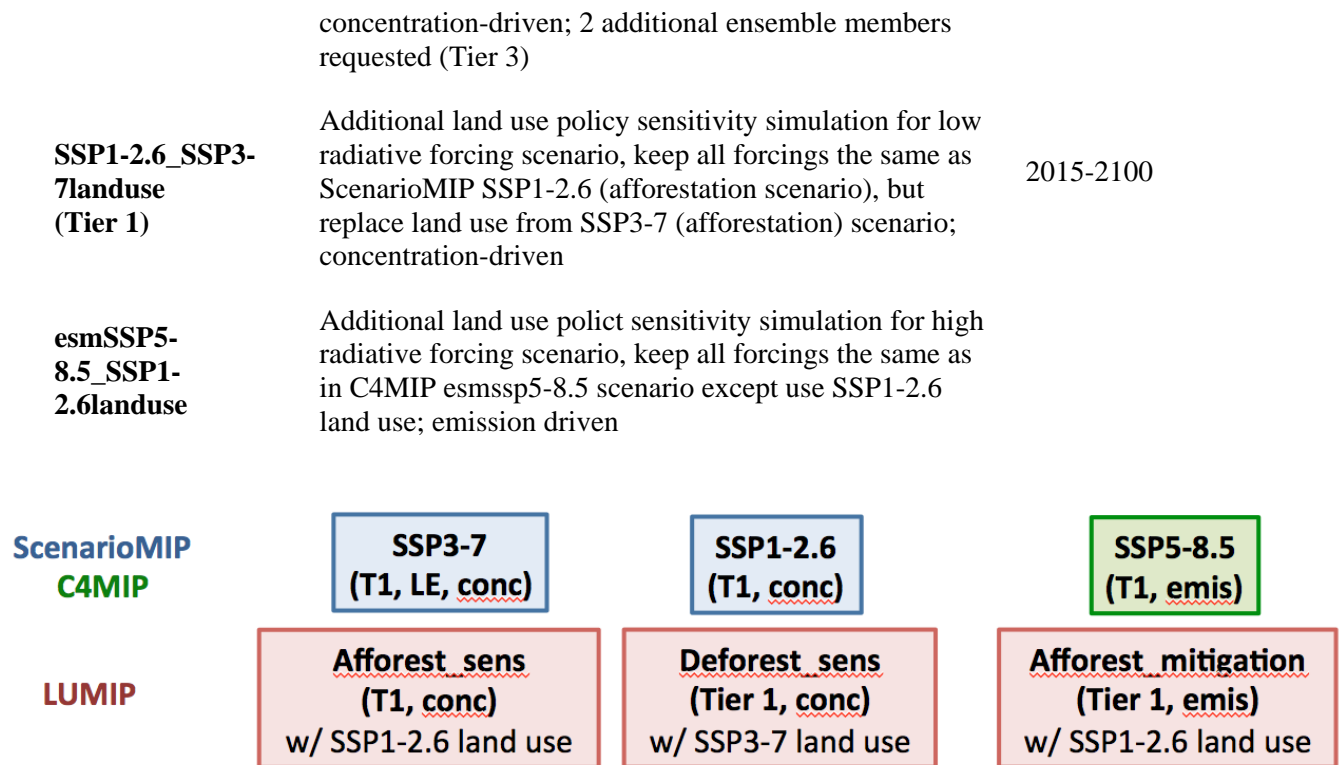 concentration-driven; 2 additional ensemble members
requested (Tier 3)
SSP1-2.6_SSP3-
7landuse
(Tier 1)
Additional land use policy sensitivity simulation for low
radiative forcing scenario, keep all forcings the same as
ScenarioMIP SSP1-2.6 (afforestation scenario), but
replace land use from SSP3-7 (afforestation) scenario;
concentration-driven
2015-2100
esmSSP5-
8.5_SSP1-
2.6landuse
Additional land use polict sensitivity simulation for high
radiative forcing scenario, keep all forcings the same as
in C4MIP esmssp5-8.5 scenario except use SSP1-2.6
land use; emission driven
ScenarioMIP
C4MIP
SSP3-7
(T1, LE, conc)
SSP1-2.6
(T1, conc)
SSP5-8.5
(T1, emis)
LUMIP
Afforest_sens
(T1, conc)
w/ SSP1-2.6 land use
Deforest_sens
(Tier 1, conc)
w/ SSP3-7 land use
Afforest_mitigation
(Tier 1, emis)
w/ SSP1-2.6 land use